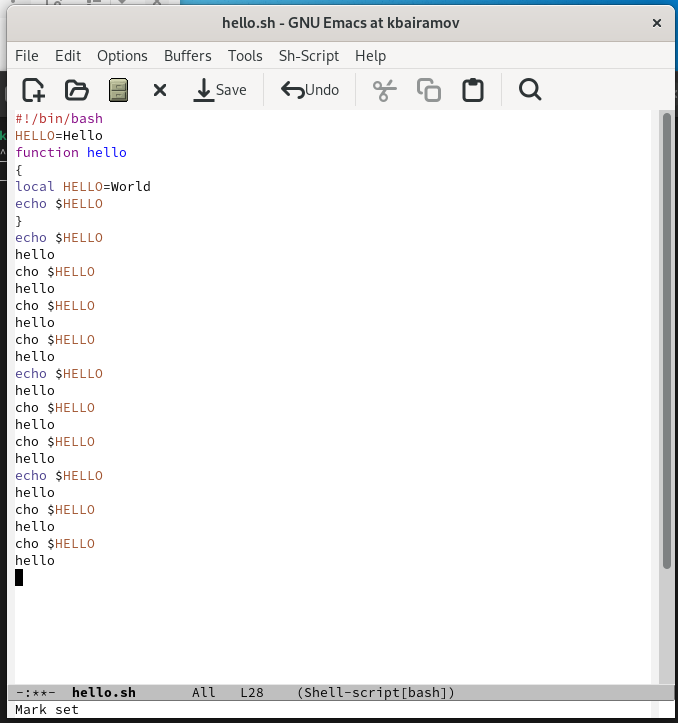 hello.sh - GNU Emacs at kbairamov
File Edit Options Buffers Tools Sh-Script Help
Save Undo
#!/bin/bash
HELLO=Hello
function hello
{
local HELLO=World
echo $HELLO
}
echo $HELLO
hello
cho $HELLO
hello
cho $HELLO
hello
cho $HELLO
hello
echo $HELLO
hello
cho $HELLO
hello
cho $HELLO
hello
echo $HELLO
hello
cho $HELLO
hello
cho $HELLO
hello
-:**- hello.sh All L28 (Shell-script[bash])
Mark set